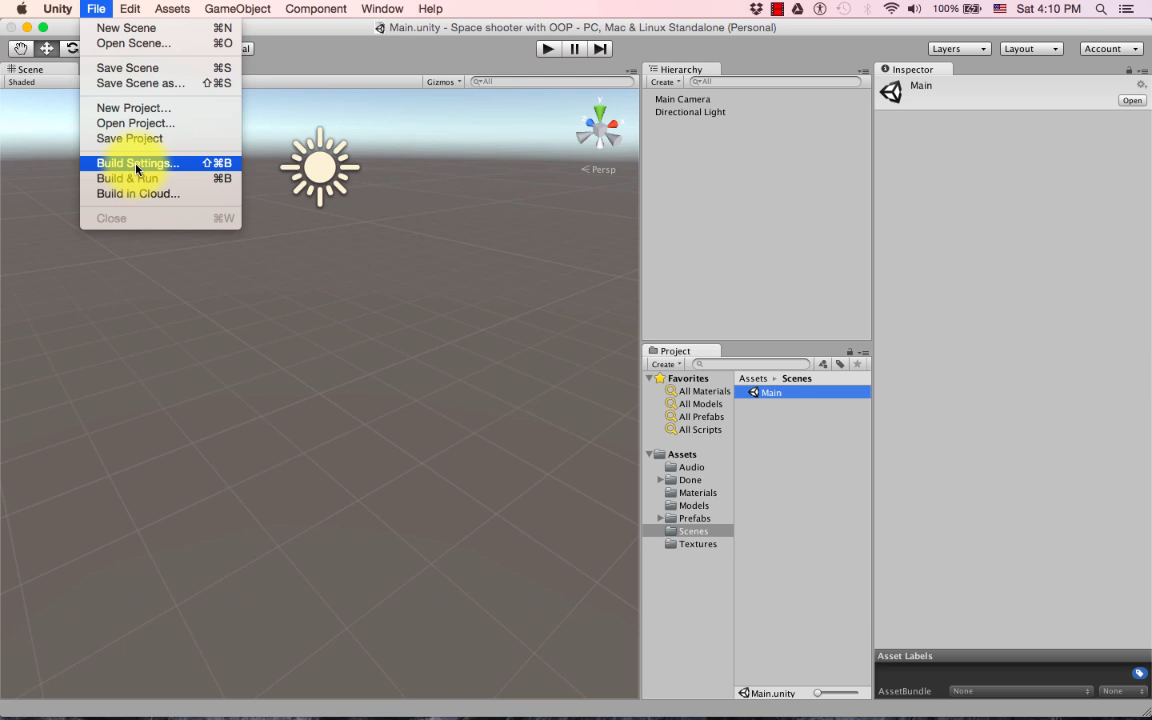 Unity File Edit Assets GameObject Component Window Help 100% Sat 4:10 PM
Main.unity - Space shooter with OOP - PC, Mac & Linux Standalone (Personal)
New Scene ⌘N
Open Scene... ⌘O
Save Scene ⌘S
Save Scene as... ⇧⌘S
New Project...
Open Project...
Save Project
Build Settings... ⇧⌘B
Build & Run ⌘B
Build in Cloud...
Close ⌘W
al
Layers Layout Account
Scene
Shaded Gizmos All
Persp
Hierarchy
Create All
Main Camera
Directional Light
Inspector
Main
Open
Project
Create
Favorites
All Materials
All Models
All Prefabs
All Scripts
Assets
Audio
Done
Materials
Models
Prefabs
Scenes
Textures
Assets ▸ Scenes
Main
Main.unity
Asset Labels
AssetBundle None None